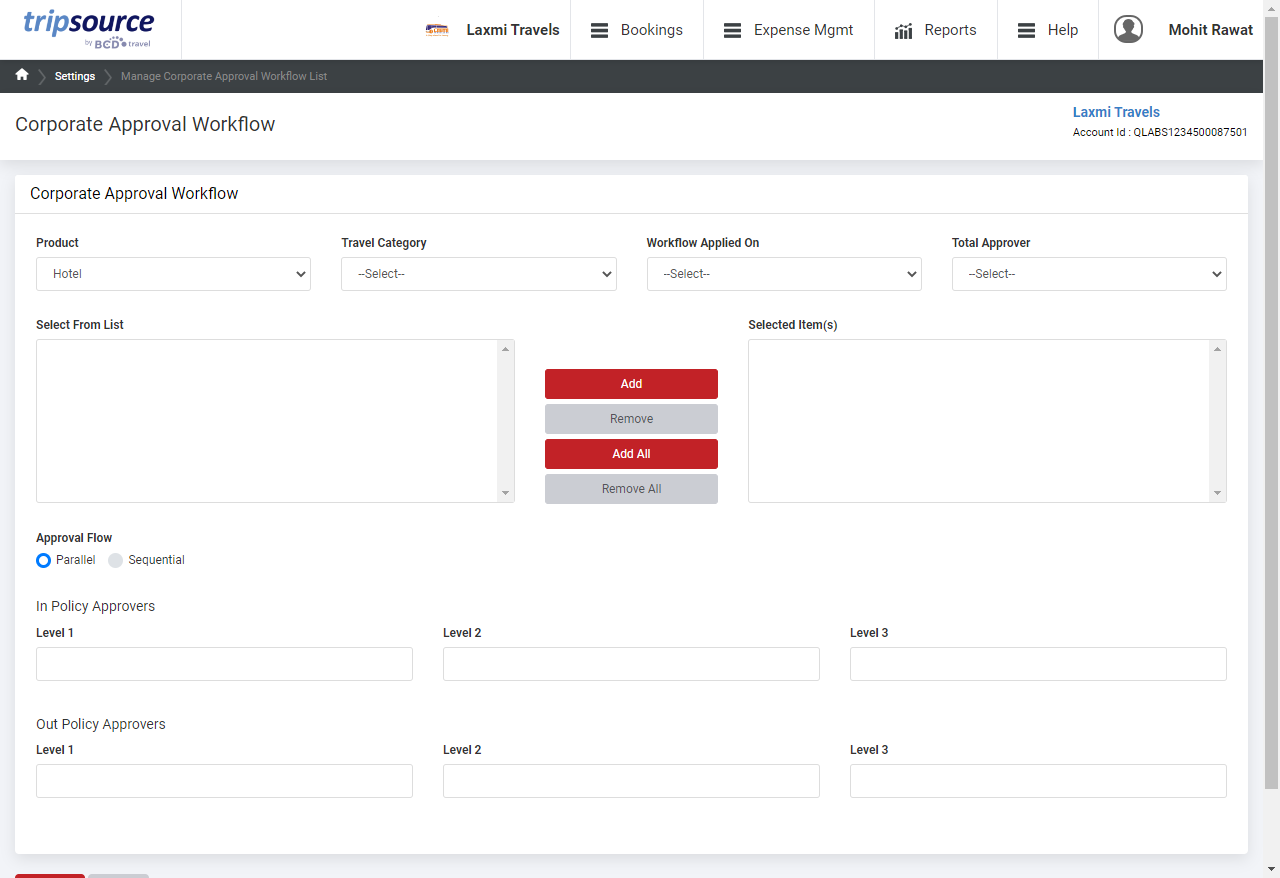 tripsource
by BCD travel
Laxmi Travels
Bookings
Expense Mgmt
Reports
Help
Mohit Rawat
Settings
Manage Corporate Approval Workflow List
Corporate Approval Workflow
Laxmi Travels
Account Id : QLABS1234500087501
Corporate Approval Workflow
Product
Travel Category
Workflow Applied On
Total Approver
Hotel
--Select--
--Select--
--Select--
Select From List
Selected Item(s)
Add
Remove
Add All
Remove All
Approval Flow
Parallel
Sequential
In Policy Approvers
Level 1
Level 2
Level 3
Out Policy Approvers
Level 1
Level 2
Level 3